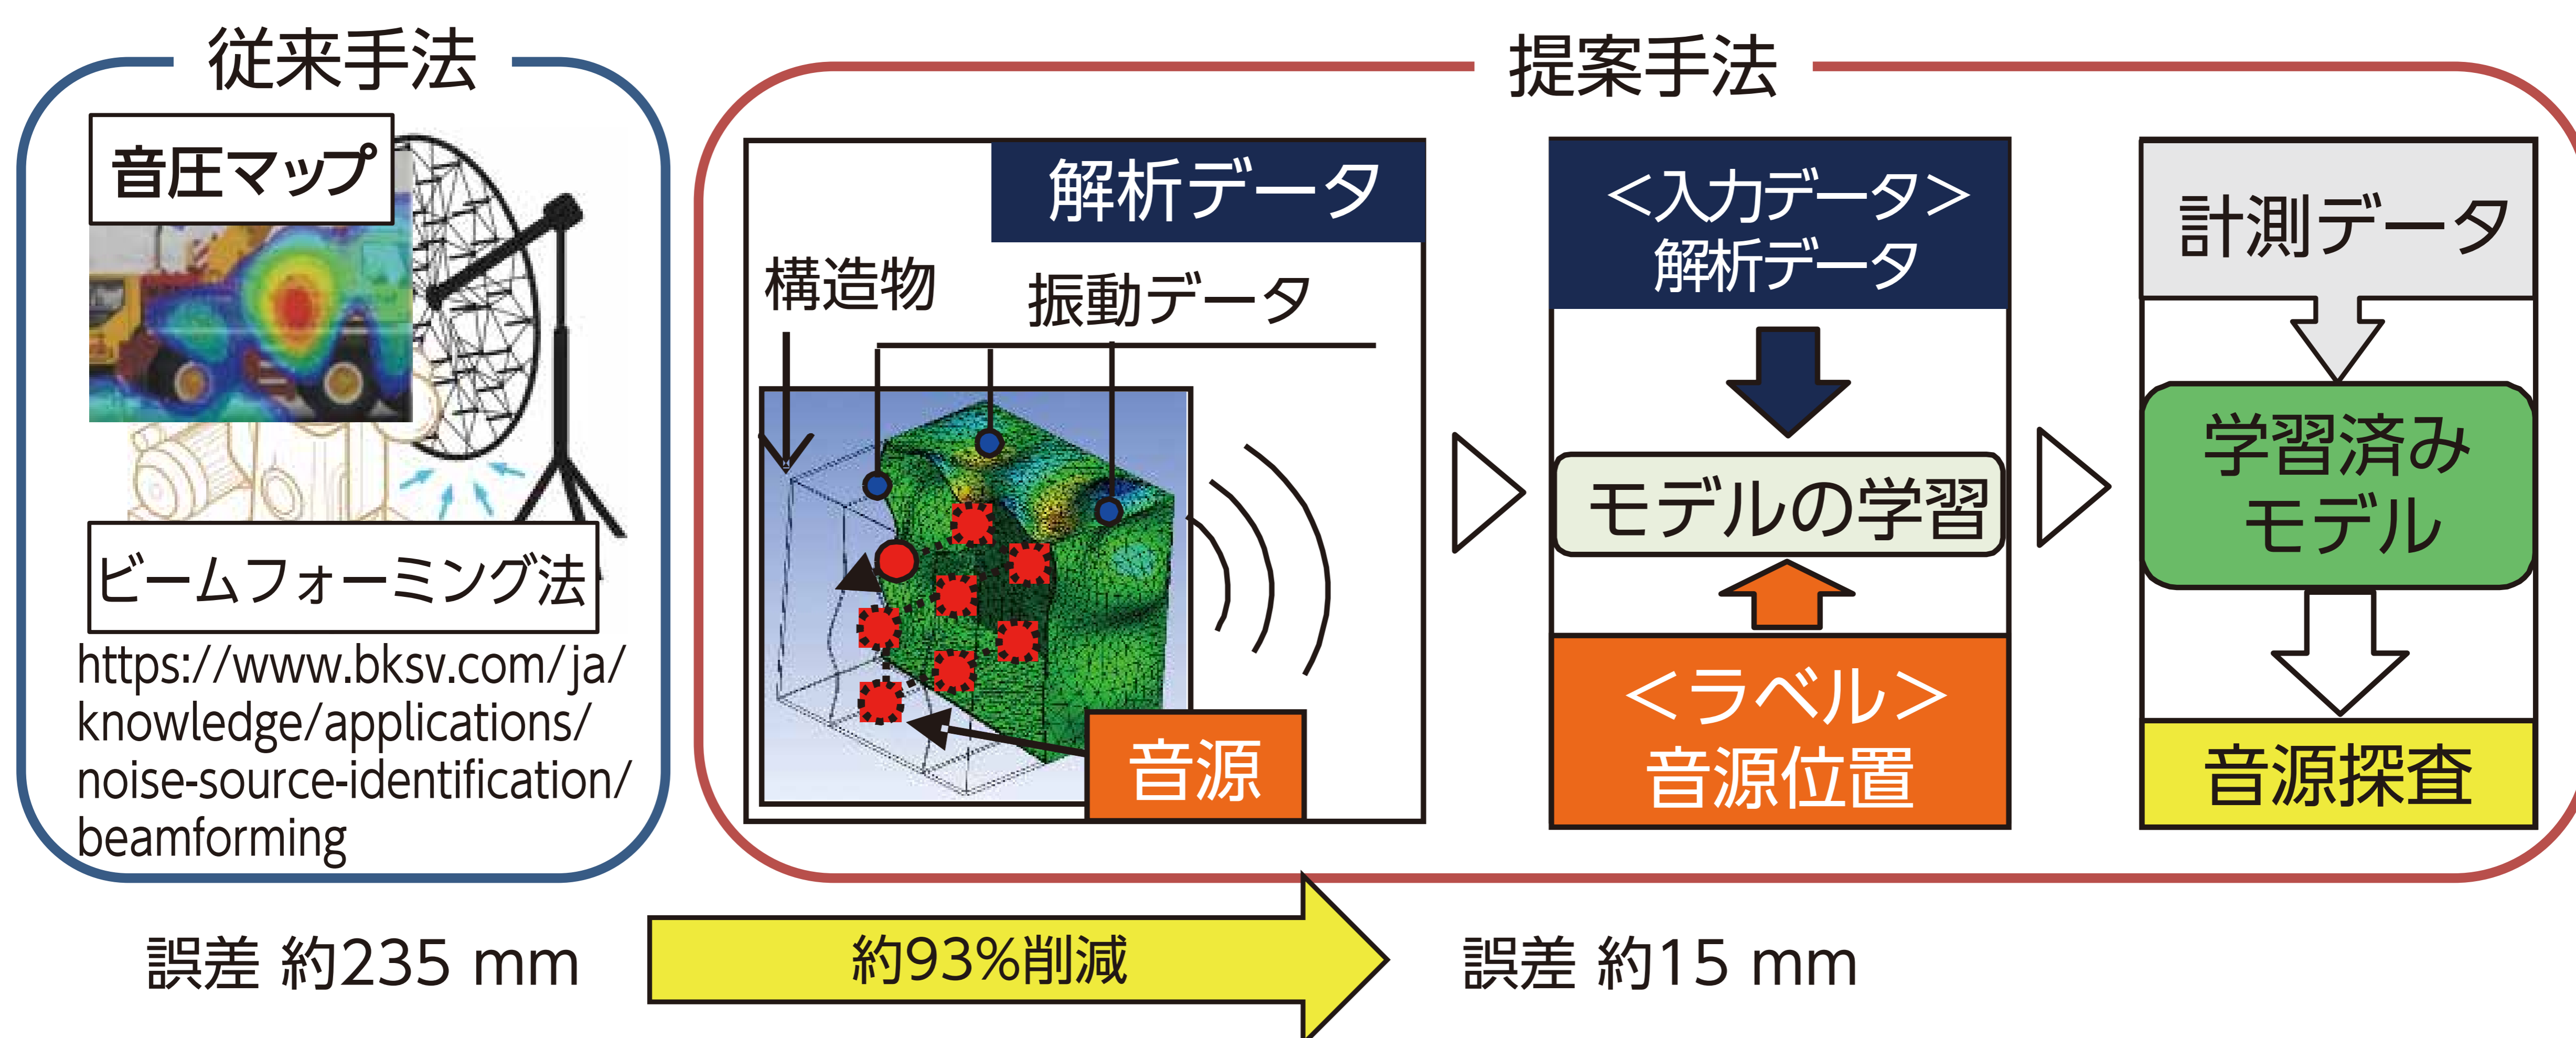 従来手法
音圧マップ
ビームフォーミング法
https://www.bksv.com/ja/
knowledge/applications/
noise-source-identification/
beamforming
提案手法
解析データ
構造物
振動データ
音源
＜入力データ＞
解析データ
モデルの学習
＜ラベル＞
音源位置
計測データ
学習済み
モデル
音源探査
誤差 約235 mm
約93%削減
誤差 約15 mm